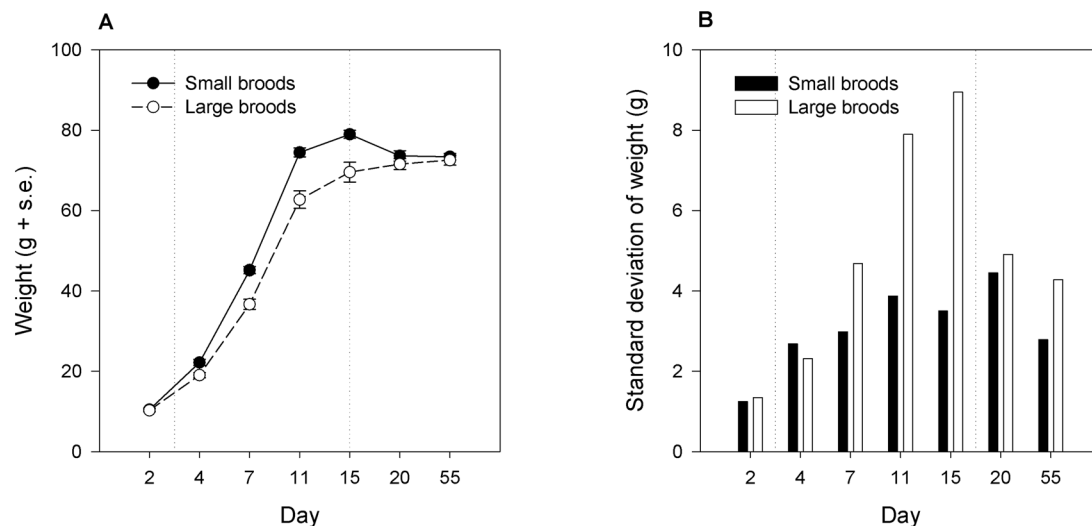 A
Weight (g + s.e.)
100
80
60
40
20
0
Small broods
Large broods
2 4 7 11 15 20 55
Day
B
Standard deviation of weight (g)
10
8
6
4
2
0
Small broods
Large broods
2 4 7 11 15 20 55
Day